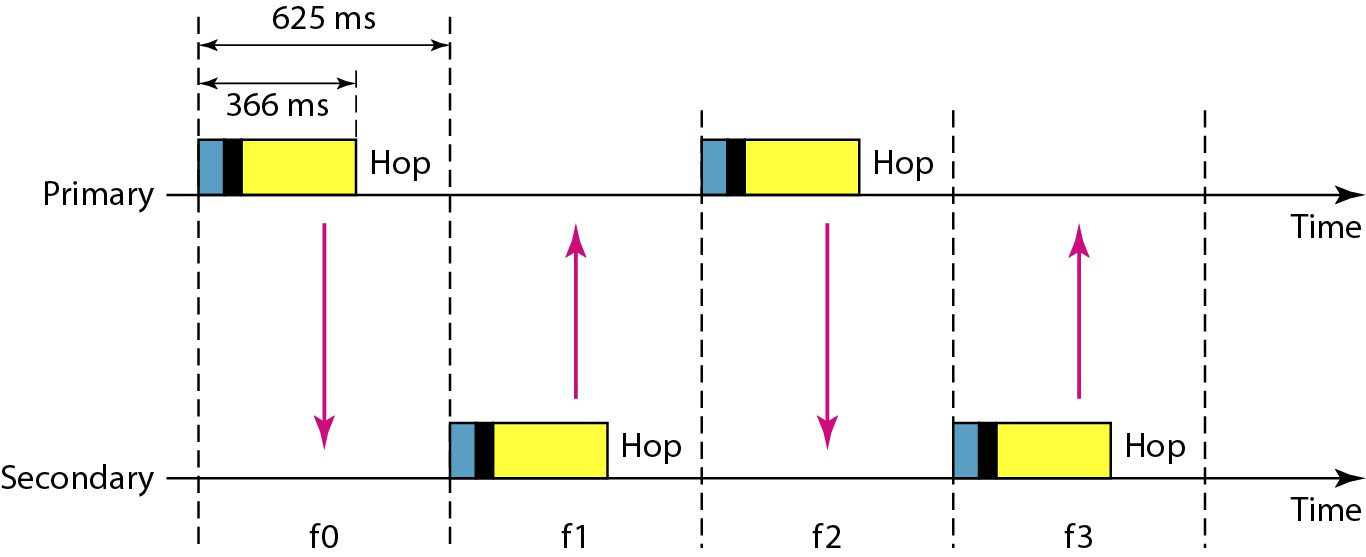 625 ms
366 ms
Hop
Hop
Primary
Time
Hop
Hop
Secondary
Time
f0
f1
f2
f3